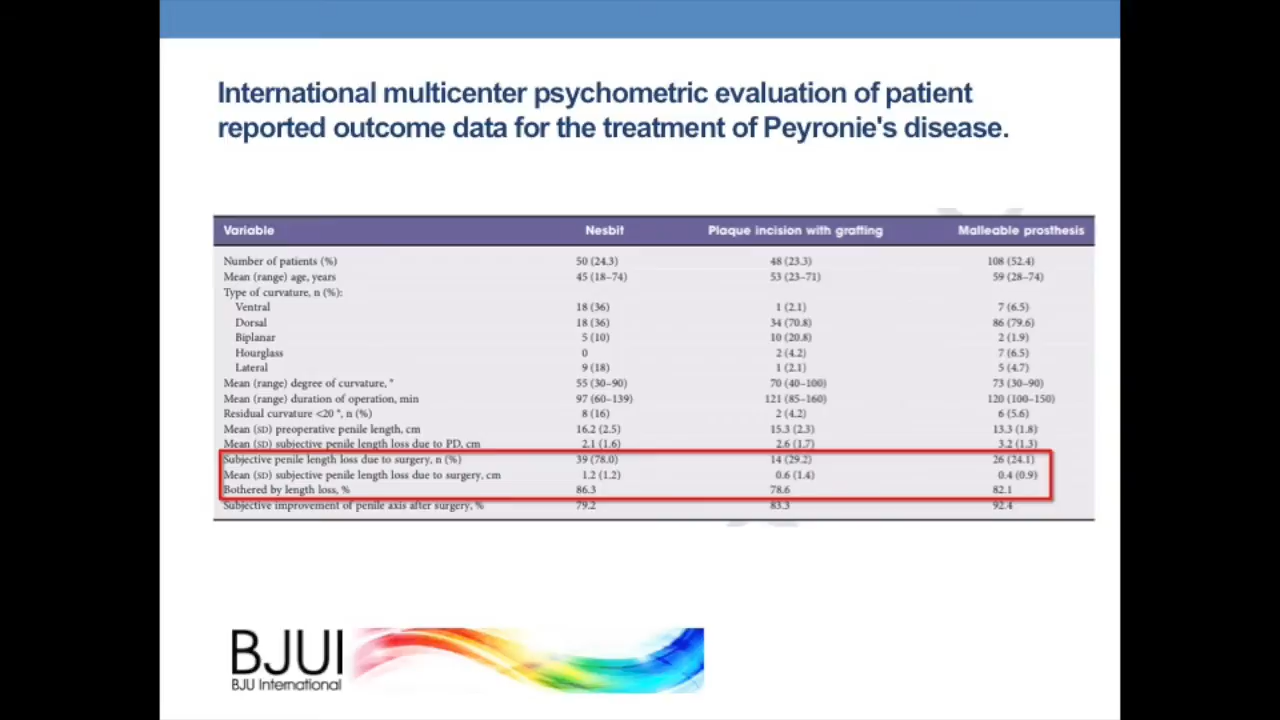 International multicenter psychometric evaluation of patient
reported outcome data for the treatment of Peyronie's disease.
Variable Nesbit Plaque incision with grafting Malleable prosthesis
Number of patients (%) 50 (24.3) 48 (23.3) 108 (52.4)
Mean (range) age, years 45 (18–74) 53 (23–71) 59 (28–74)
Type of curvature, n (%):
Ventral 18 (36) 1 (2.1) 7 (6.5)
Dorsal 18 (36) 34 (70.8) 86 (79.6)
Biplanar 5 (10) 10 (20.8) 2 (1.9)
Hourglass 0 2 (4.2) 7 (6.5)
Lateral 9 (18) 1 (2.1) 5 (4.7)
Mean (range) degree of curvature, ° 55 (30–90) 70 (40–100) 73 (30–90)
Mean (range) duration of operation, min 97 (60–139) 121 (85–160) 120 (100–150)
Residual curvature <20 °, n (%) 8 (16) 2 (4.2) 6 (5.6)
Mean (SD) preoperative penile length, cm 16.2 (2.5) 15.3 (2.3) 13.3 (1.8)
Mean (SD) subjective penile length loss due to PD, cm 2.1 (1.6) 2.6 (1.7) 3.2 (1.3)
Subjective penile length loss due to surgery, n (%) 39 (78.0) 14 (29.2) 26 (24.1)
Mean (SD) subjective penile length loss due to surgery, cm 1.2 (1.2) 0.6 (1.4) 0.4 (0.9)
Bothered by length loss, % 86.3 78.6 82.1
Subjective improvement of penile axis after surgery, % 79.2 83.3 92.4
BJUI
BJU International